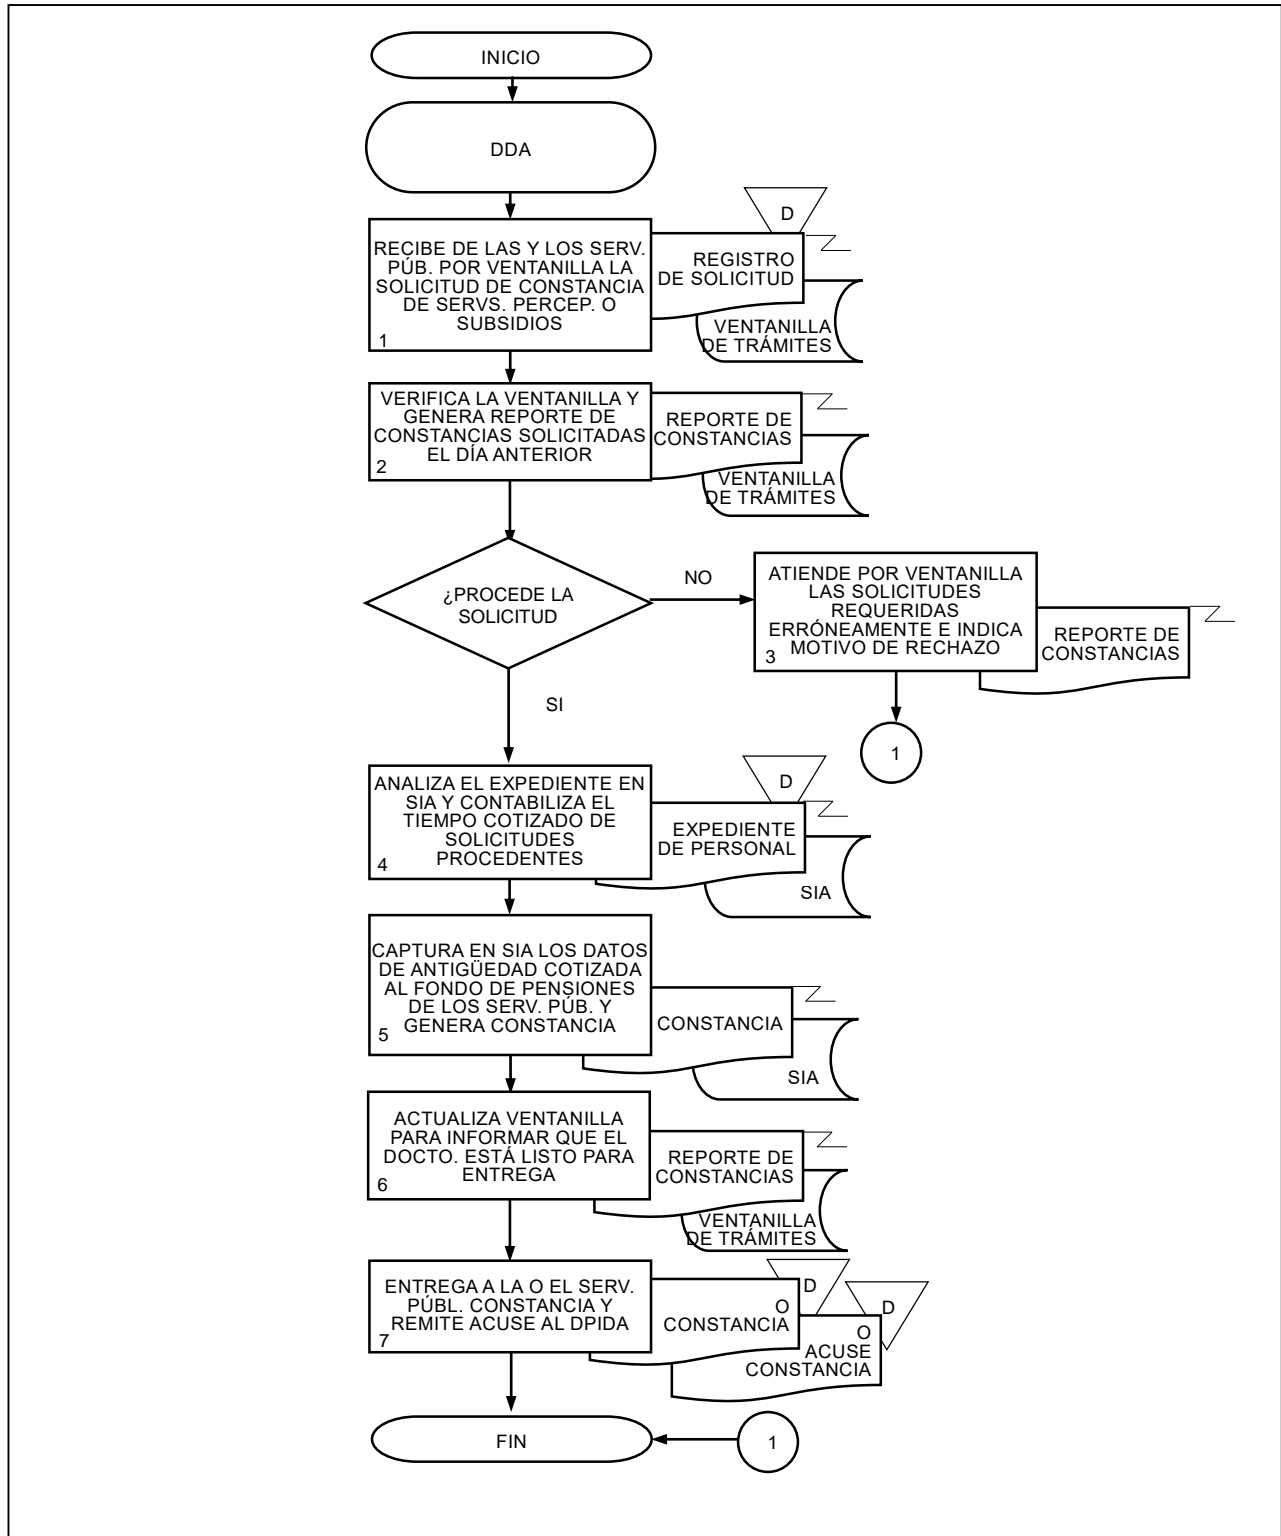 INICIO
DDA
RECIBE DE LAS Y LOS SERV.
PÚB. POR VENTANILLA LA
SOLICITUD DE CONSTANCIA
DE SERVS. PERCEP. O
SUBSIDIOS
1
D
REGISTRO
DE SOLICITUD
VENTANILLA
DE TRÁMITES
VERIFICA LA VENTANILLA Y
GENERA REPORTE DE
CONSTANCIAS SOLICITADAS
EL DÍA ANTERIOR
2
REPORTE DE
CONSTANCIAS
VENTANILLA
DE TRÁMITES
¿PROCEDE LA
SOLICITUD
NO
ATIENDE POR VENTANILLA
LAS SOLICITUDES
REQUERIDAS
ERRÓNEAMENTE E INDICA
MOTIVO DE RECHAZO
3
REPORTE DE
CONSTANCIAS
1
SI
ANALIZA EL EXPEDIENTE EN
SIA Y CONTABILIZA EL
TIEMPO COTIZADO DE
SOLICITUDES
PROCEDENTES
4
D
EXPEDIENTE
DE PERSONAL
SIA
CAPTURA EN SIA LOS DATOS
DE ANTIGÜEDAD COTIZADA
AL FONDO DE PENSIONES
DE LOS SERV. PÚB. Y
GENERA CONSTANCIA
5
CONSTANCIA
SIA
ACTUALIZA VENTANILLA
PARA INFORMAR QUE EL
DOCTO. ESTÁ LISTO PARA
ENTREGA
6
REPORTE DE
CONSTANCIAS
VENTANILLA
DE TRÁMITES
ENTREGA A LA O EL SERV.
PÚBL. CONSTANCIA Y
REMITE ACUSE AL DPIDA
7
D
O
CONSTANCIA
D
O
ACUSE
CONSTANCIA
FIN
1